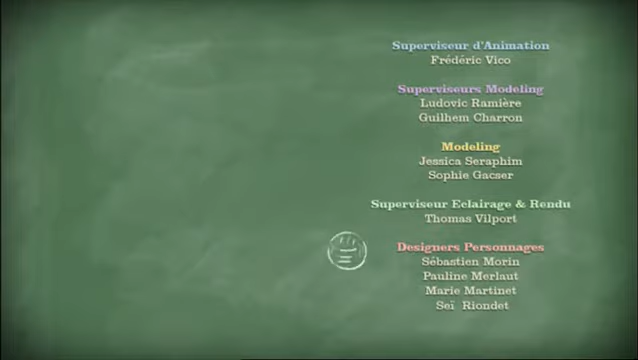 Superviseur d'Animation
Frédéric Vico
Superviseurs Modeling
Ludovic Ramière
Guilhem Charron
Modeling
Jessica Seraphim
Sophie Gacser
Superviseur Eclairage & Rendu
Thomas Vilport
Designers Personnages
Sébastien Morin
Pauline Merlaut
Marie Martinet
Seï Riondet